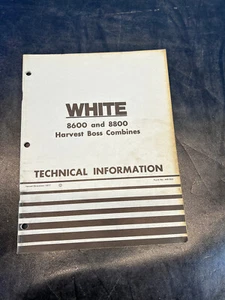 WHITE
8600 and 8800
Harvest Boss Combines
TECHNICAL INFORMATION